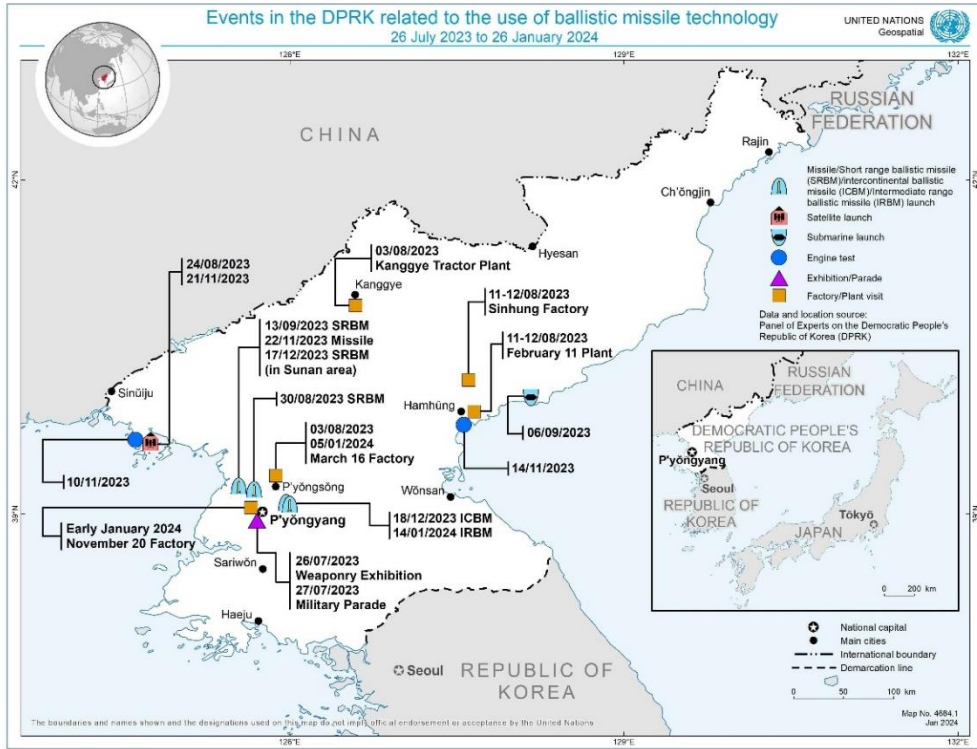 Events in the DPRK related to the use of ballistic missile technology
26 July 2023 to 26 January 2024
UNITED NATIONS
Geospatial
126°E
129°E
132°E
42°N
39°N
CHINA
RUSSIAN
FEDERATION
Rajin
Ch'ŏngjin
Hyesan
Missile/Short range ballistic missile
(SRBM)/intercontinental ballistic
missile (ICBM)/Intermediate range
ballistic missile (IRBM) launch
Satellite launch
Submarine launch
Engine test
Exhibition/Parade
Factory/Plant visit
Data and location source:
Panel of Experts on the Democratic People's
Republic of Korea (DPRK)
24/08/2023
21/11/2023
03/08/2023
Kanggye Tractor Plant
Kanggye
11-12/08/2023
Sinhung Factory
13/09/2023 SRBM
22/11/2023 Missile
17/12/2023 SRBM
(in Sunan area)
11-12/08/2023
February 11 Plant
Sinŭiju
30/08/2023 SRBM
Hamhŭng
03/08/2023
05/01/2024
March 16 Factory
06/09/2023
14/11/2023
10/11/2023
P'yŏngsŏng
Wŏnsan
P'yŏngyang
18/12/2023 ICBM
14/01/2024 IRBM
Early January 2024
November 20 Factory
Sariwŏn
26/07/2023
Weaponry Exhibition
27/07/2023
Military Parade
Haeju
Seoul
REPUBLIC OF
KOREA
CHINA
RUSSIAN
FEDERATION
DEMOCRATIC PEOPLE'S
REPUBLIC OF KOREA
P'yŏngyang
Seoul
REPUBLIC OF
KOREA
Tōkyō
JAPAN
0 200 km
39°N
National capital
Main cities
International boundary
Demarcation line
0 50 100 km
Map No. 4684.1
Jan 2024
The boundaries and names shown and the designations used on this map do not imply official endorsement or acceptance by the United Nations
126°E
129°E
132°E